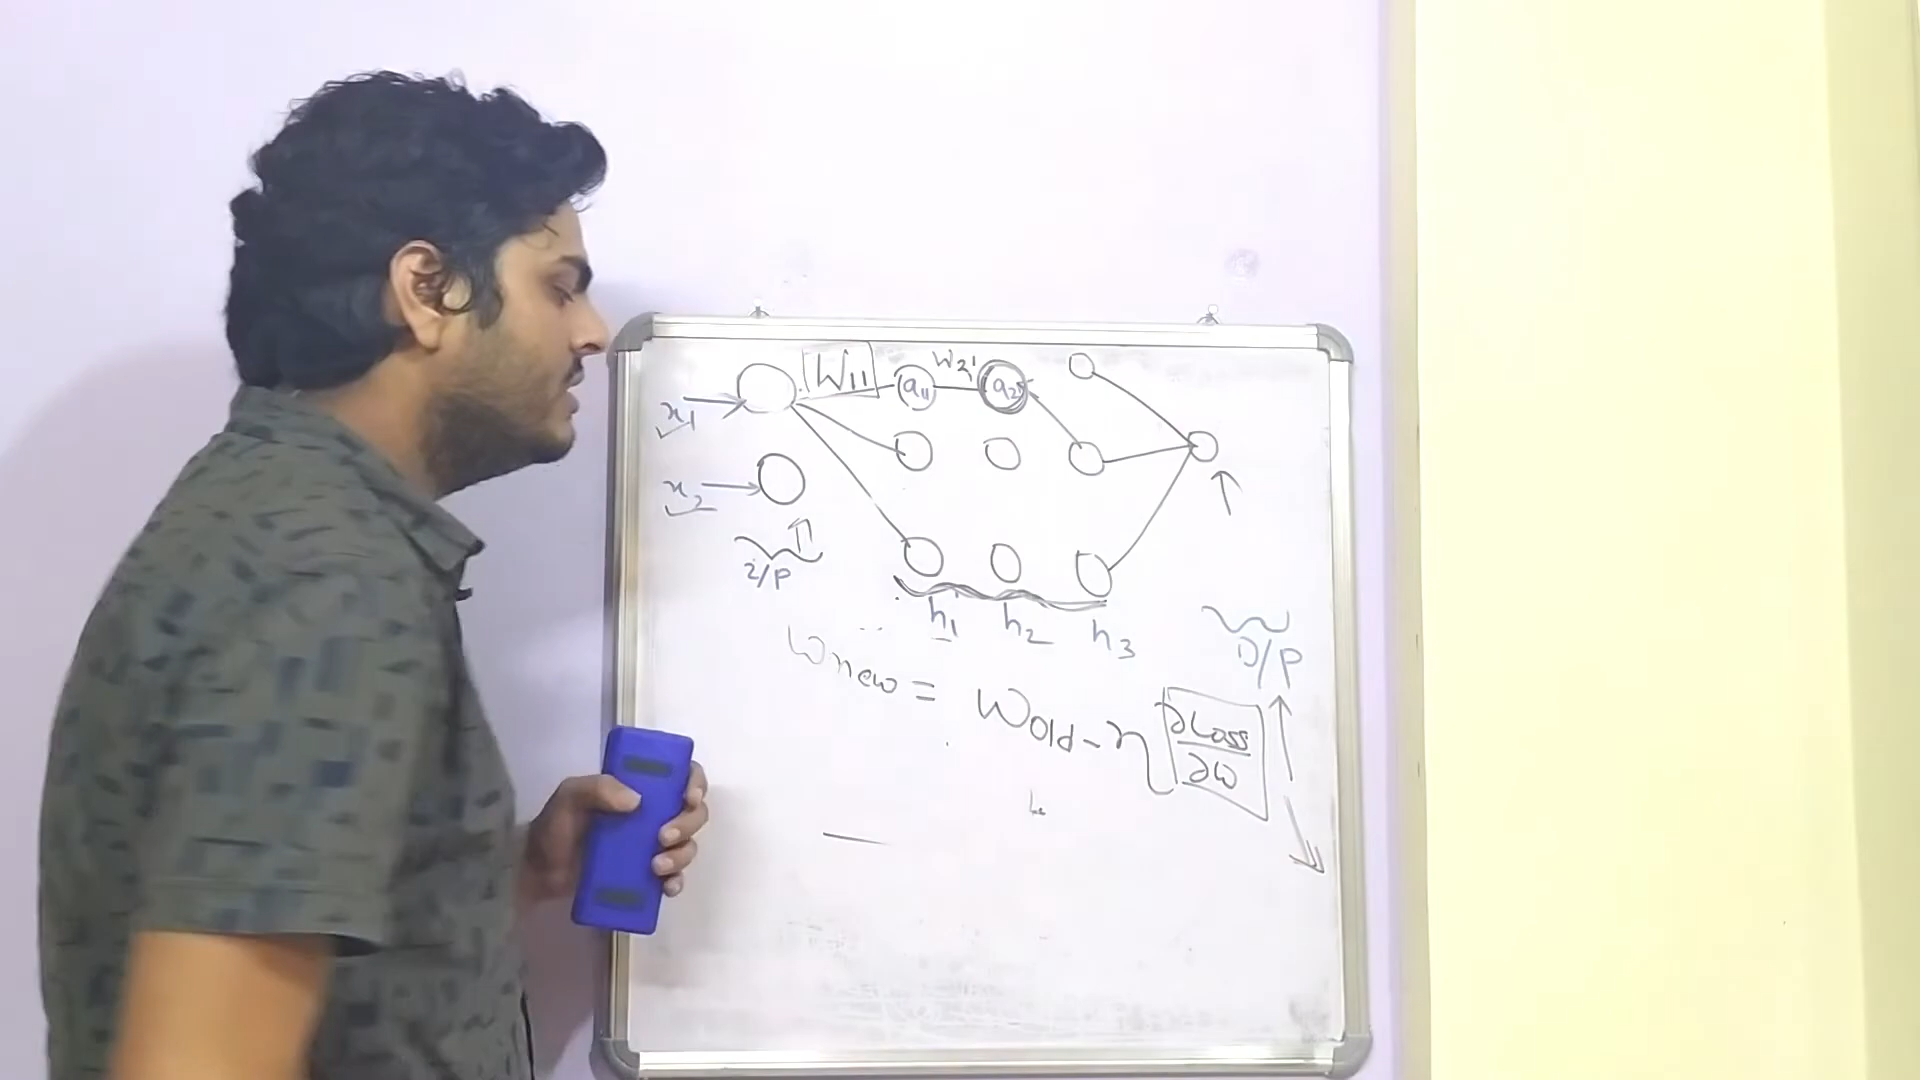 W11 a11 W21 a21
x1
x2
i/P
h1 h2 h3
O/P
Wnew = Wold - η ∂Loss/∂w